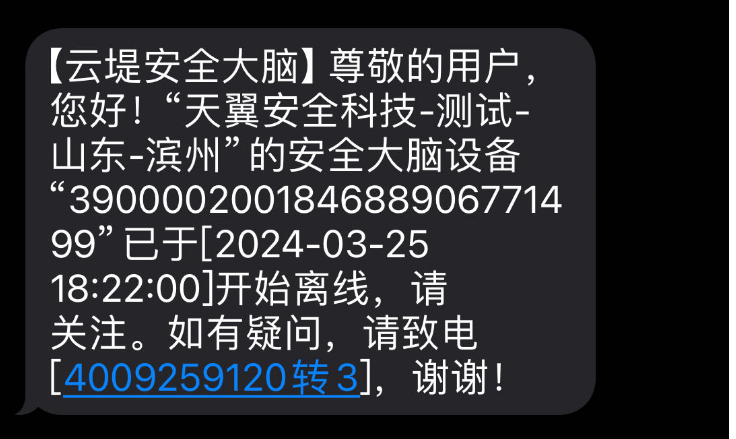 【云堤安全大脑】尊敬的用户，
您好！“天翼安全科技-测试-
山东-滨州”的安全大脑设备
“3900002001846889067714
99”已于[2024-03-25
18:22:00]开始离线，请
关注。如有疑问，请致电
[4009259120转3]，谢谢！